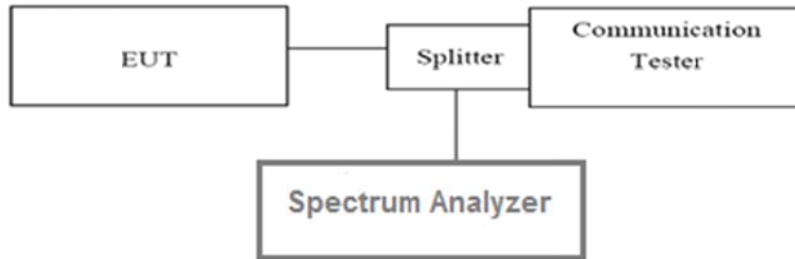 EUT
Splitter
Communication
Tester
Spectrum Analyzer